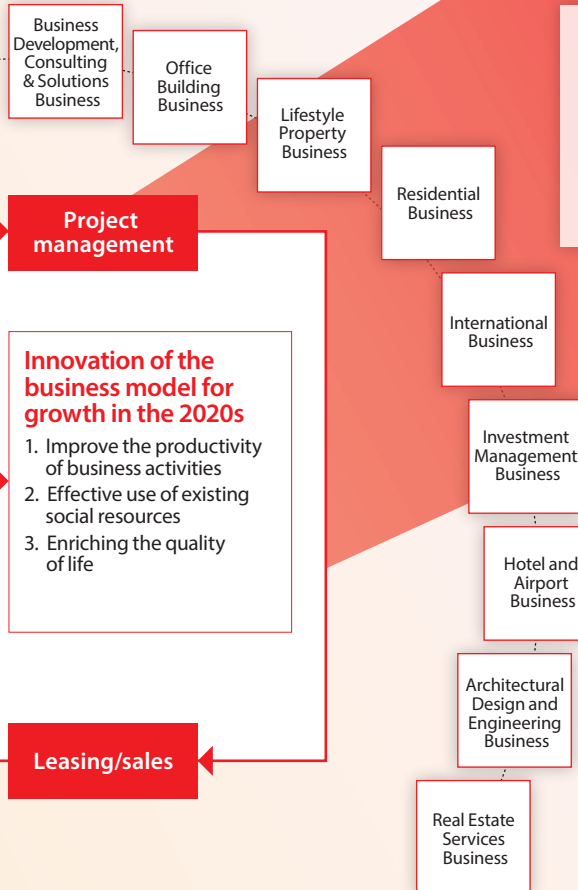 Business
Development,
Consulting
& Solutions
Business
Office
Building
Business
Lifestyle
Property
Business
Residential
Business
Project
management
International
Business
Innovation of the
business model for
growth in the 2020s
1. Improve the productivity
of business activities
2. Effective use of existing
social resources
3. Enriching the quality
of life
Investment
Management
Business
Hotel and
Airport
Business
Architectural
Design and
Engineering
Business
Leasing/sales
Real Estate
Services
Business